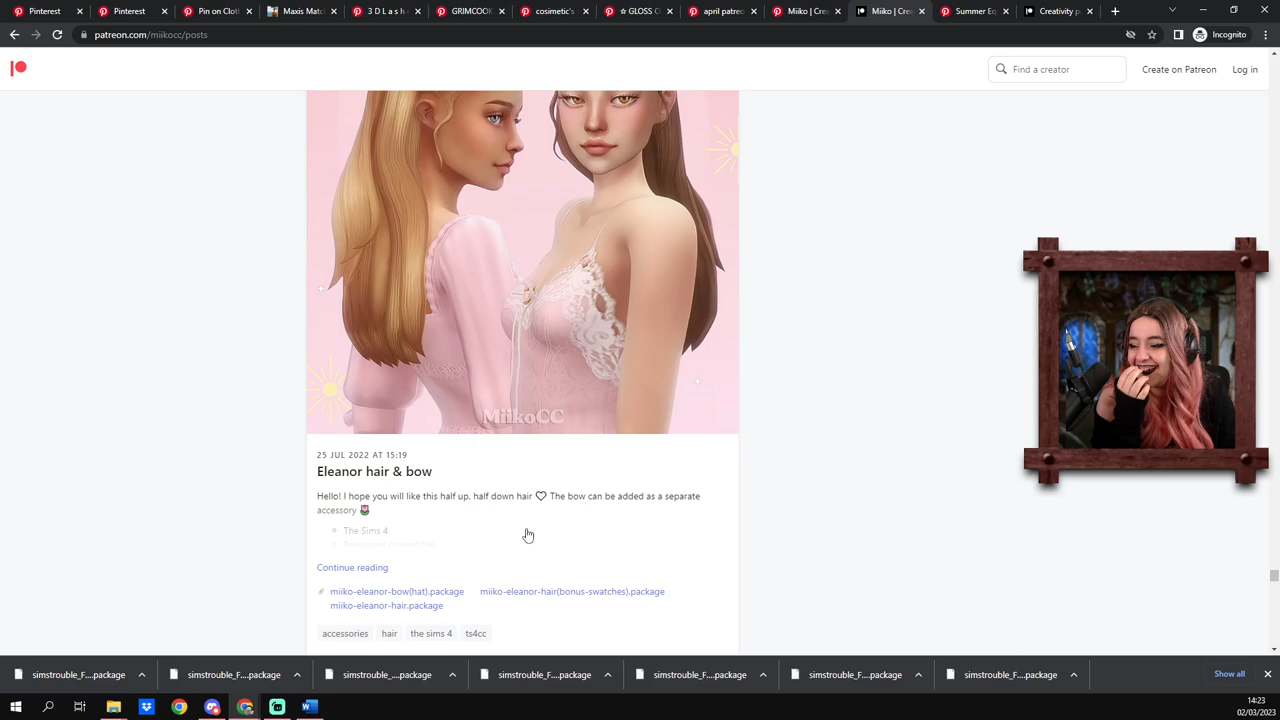 Pinterest
Pinterest
Pin on Clot
Maxis Matc
3 D L a s h
GRIMCOOK
cosmetic's
☆ GLOSS C
april patreo
Miiko | Crea
Miiko | Crea
Summer Eq
Creativity p
patreon.com/miikocc/posts
Incognito
Find a creator
Create on Patreon
Log in
MiikoCC
25 JUL 2022 AT 15:19
Eleanor hair & bow
Hello! I hope you will like this half up, half down hair ♡ The bow can be added as a separate
accessory 🌷
The Sims 4
Continue reading
miiko-eleanor-bow(hat).package
miiko-eleanor-hair(bonus-swatches).package
miiko-eleanor-hair.package
accessories
hair
the sims 4
ts4cc
simstrouble_F....package
simstrouble_F....package
simstrouble_....package
simstrouble_F....package
simstrouble_F....package
simstrouble_F....package
simstrouble_F....package
Show all
14:23
02/03/2023